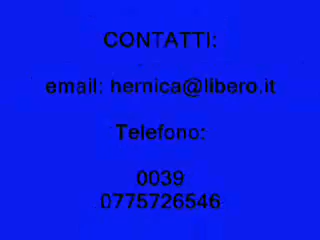 CONTATTI:
email: hernica@libero.it
Telefono:
0039
0775726546